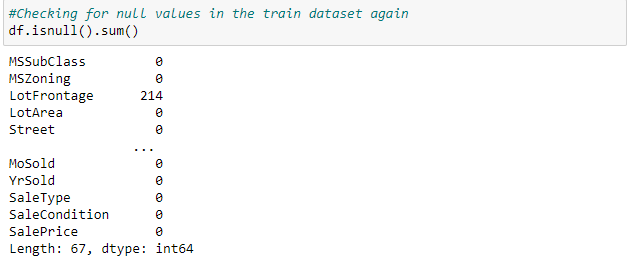 #Checking for null values in the train dataset again
df.isnull().sum()
MSSubClass 0
MSZoning 0
LotFrontage 214
LotArea 0
Street 0
...
MoSold 0
YrSold 0
SaleType 0
SaleCondition 0
SalePrice 0
Length: 67, dtype: int64